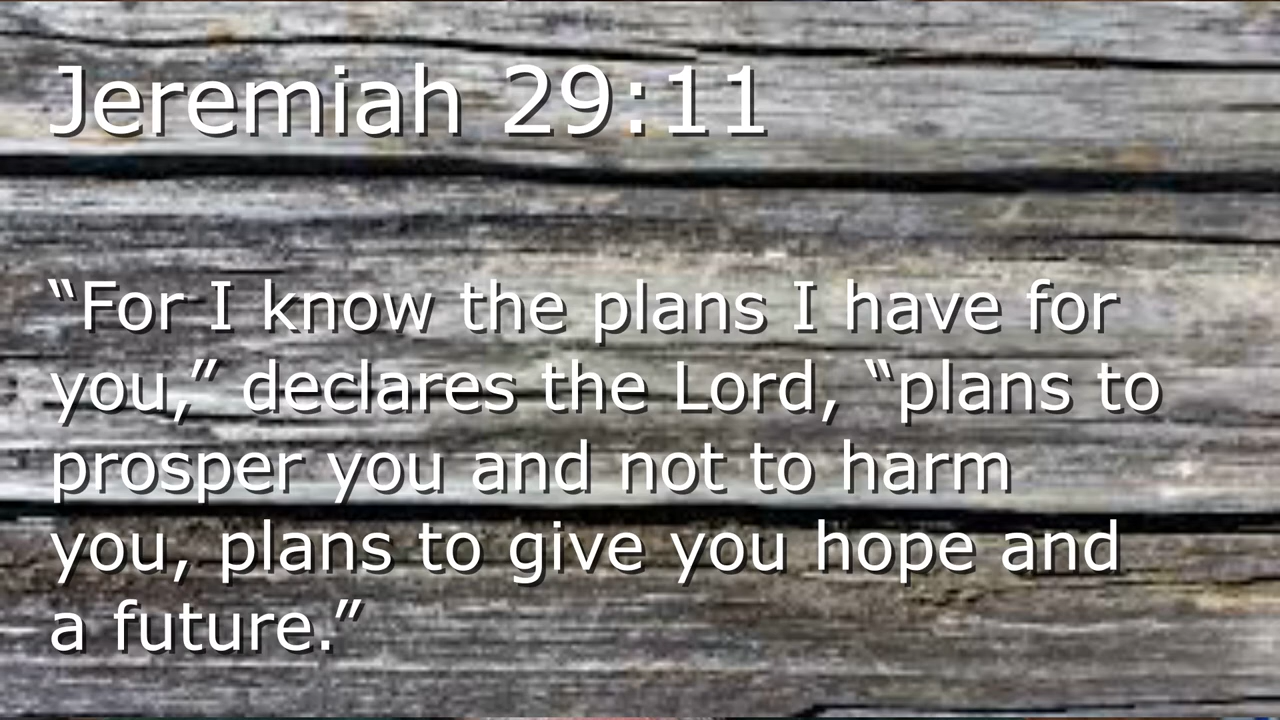 Jeremiah 29:11
“For I know the plans I have for
you,” declares the Lord, “plans to
prosper you and not to harm
you, plans to give you hope and
a future.”